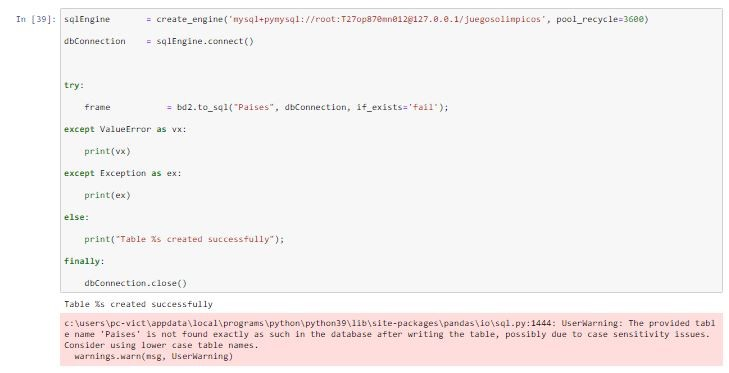 In [39]: sqlEngine       = create_engine('mysql+pymysql://root:T27op870mn012@127.0.0.1/juegosolimpicos', pool_recycle=3600)
dbConnection    = sqlEngine.connect()
try:
    frame           = bd2.to_sql("Paises", dbConnection, if_exists='fail');
except ValueError as vx:
    print(vx)
except Exception as ex:
    print(ex)
else:
    print("Table %s created successfully");
finally:
    dbConnection.close()
Table %s created successfully
c:\users\pc-vict\appdata\local\programs\python\python39\lib\site-packages\pandas\io\sql.py:1444: UserWarning: The provided tabl
e name 'Paises' is not found exactly as such in the database after writing the table, possibly due to case sensitivity issues.
Consider using lower case table names.
  warnings.warn(msg, UserWarning)